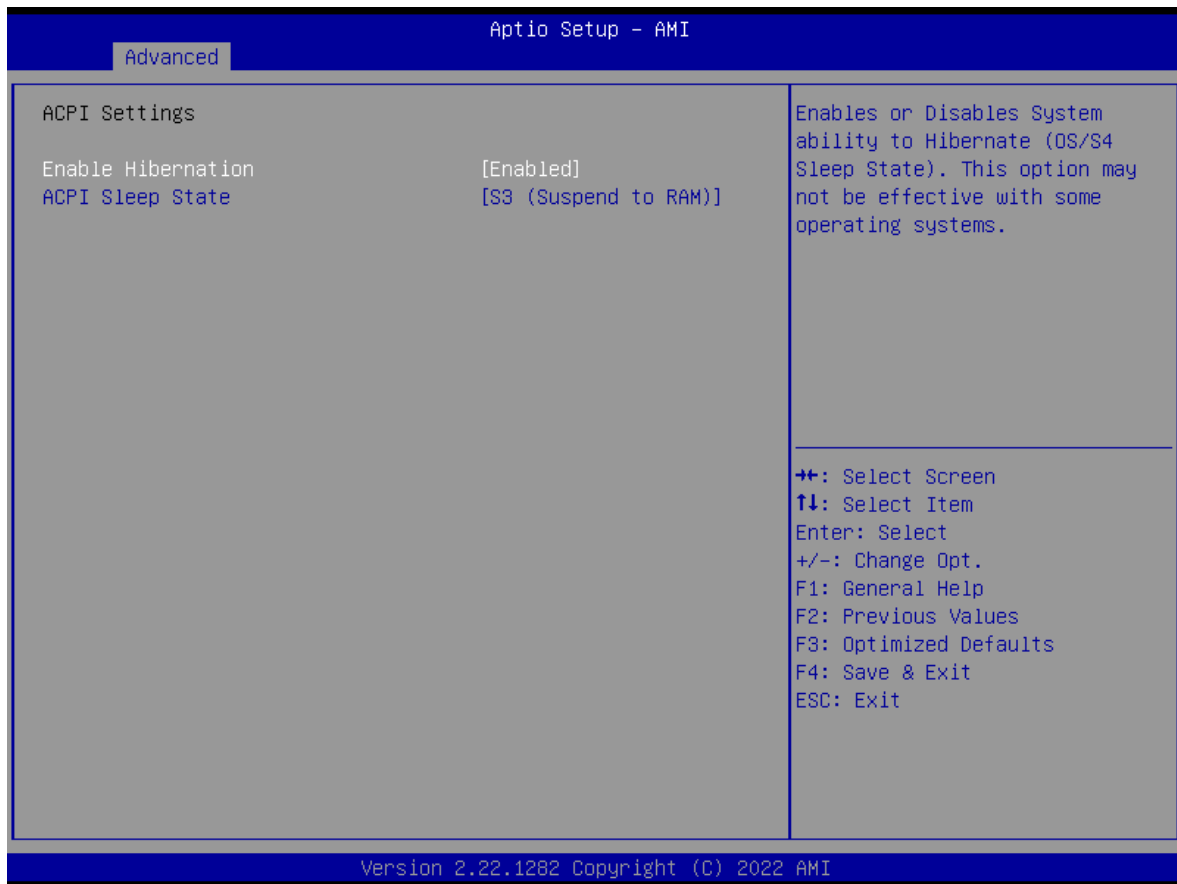 Aptio Setup – AMI
Advanced
ACPI Settings
Enable Hibernation [Enabled]
ACPI Sleep State [S3 (Suspend to RAM)]
Enables or Disables System
ability to Hibernate (OS/S4
Sleep State). This option may
not be effective with some
operating systems.
→←: Select Screen
↑↓: Select Item
Enter: Select
+/-: Change Opt.
F1: General Help
F2: Previous Values
F3: Optimized Defaults
F4: Save & Exit
ESC: Exit
Version 2.22.1282 Copyright (C) 2022 AMI